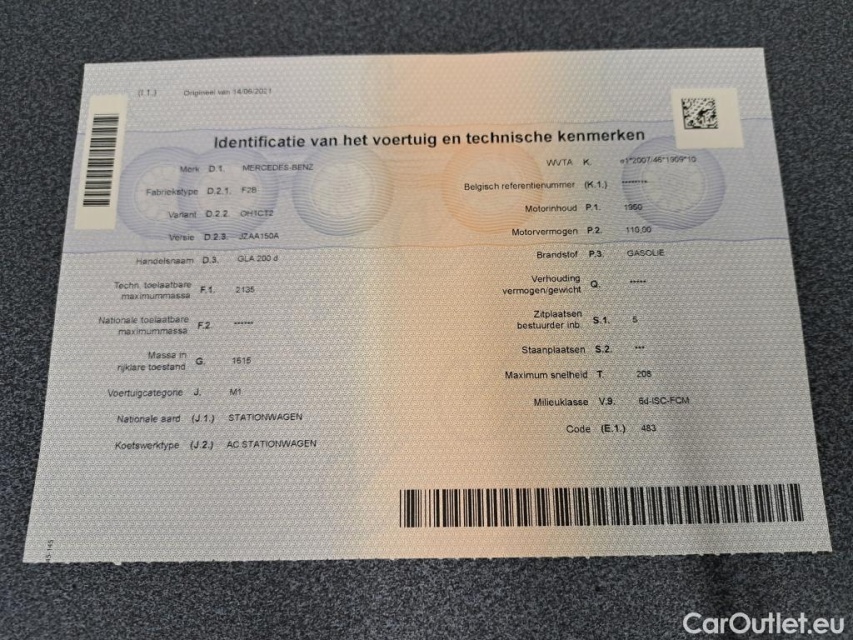 (I.1.) Origineel van 14/06/2021
Identificatie van het voertuig en technische kenmerken
Merk D.1. MERCEDES-BENZ
Fabriekstype D.2.1. F2B
Variant D.2.2. OH1CT2
Versie D.2.3. JZAA150A
Handelsnaam D.3. GLA 200 d
Techn. toelaatbare
maximummassa F.1. 2135
Nationale toelaatbare
maximummassa F.2. ******
Massa in
rijklare toestand G. 1615
Voertuigcategorie J. M1
Nationale aard (J.1.) STATIONWAGEN
Koetswerktype (J.2.) AC STATIONWAGEN
WVTA K. e1*2007/46*1909*10
Belgisch referentienummer (K.1.) ********
Motorinhoud P.1. 1950
Motorvermogen P.2. 110,00
Brandstof P.3. GASOLIE
Verhouding
vermogen/gewicht Q. *****
Zitplaatsen
bestuurder inb. S.1. 5
Staanplaatsen S.2. ***
Maximum snelheid T. 208
Milieuklasse V.9. 6d-ISC-FCM
Code (E.1.) 483
CarOutlet.eu